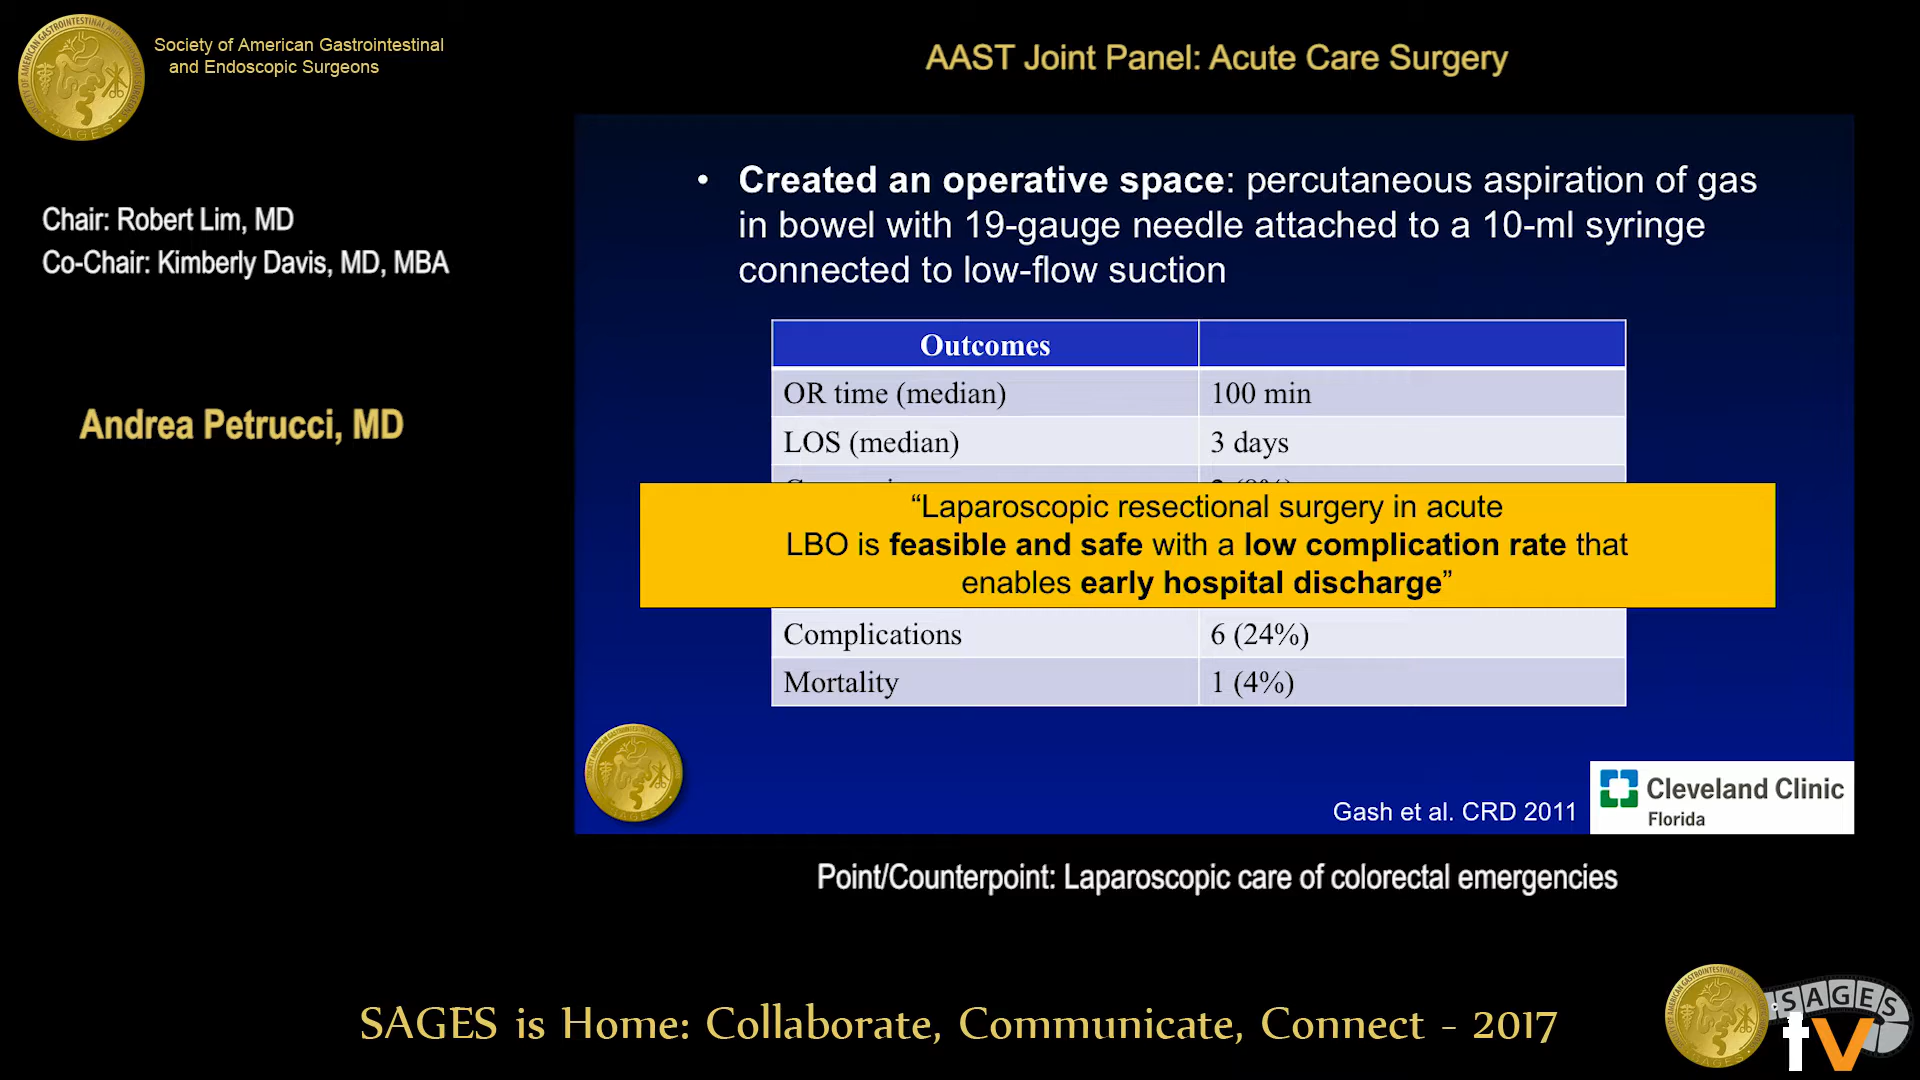 Society of American Gastrointestinal
and Endoscopic Surgeons
AAST Joint Panel: Acute Care Surgery
Chair: Robert Lim, MD
Co-Chair: Kimberly Davis, MD, MBA
Andrea Petrucci, MD
• Created an operative space: percutaneous aspiration of gas
in bowel with 19-gauge needle attached to a 10-ml syringe
connected to low-flow suction
Outcomes
OR time (median) 100 min
LOS (median) 3 days
“Laparoscopic resectional surgery in acute
LBO is feasible and safe with a low complication rate that
enables early hospital discharge”
Complications 6 (24%)
Mortality 1 (4%)
Gash et al. CRD 2011
Cleveland Clinic
Florida
Point/Counterpoint: Laparoscopic care of colorectal emergencies
SAGES is Home: Collaborate, Communicate, Connect - 2017
SAGES
tv